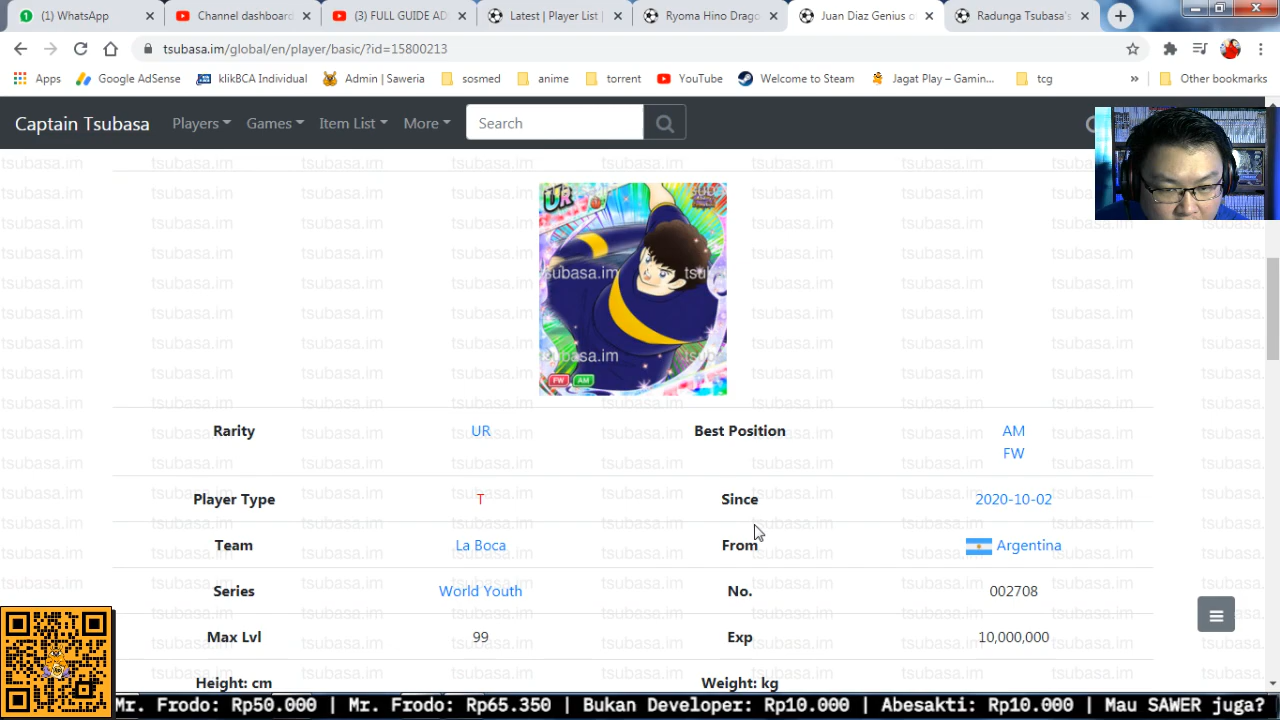 (1) WhatsApp
Channel dashboard
(3) FULL GUIDE AD
Latest | Player List |
Ryoma Hino Drago
Juan Diaz Genius o
Radunga Tsubasa's
tsubasa.im/global/en/player/basic/?id=15800213
Apps
Google AdSense
klikBCA Individual
Admin | Saweria
sosmed
anime
torrent
YouTube
Welcome to Steam
Jagat Play – Gamin...
tcg
»
Other bookmarks
Captain Tsubasa
Players
Games
Item List
More
Search
tsubasa.im
UR
FW AM
Rarity UR Best Position AM
FW
Player Type T Since 2020-10-02
Team La Boca From Argentina
Series World Youth No. 002708
Max Lvl 99 Exp 10,000,000
Height: cm Weight: kg
Mr. Frodo: Rp50.000 | Mr. Frodo: Rp65.350 | Bukan Developer: Rp10.000 | Abesakti: Rp10.000 | Mau SAWER juga?